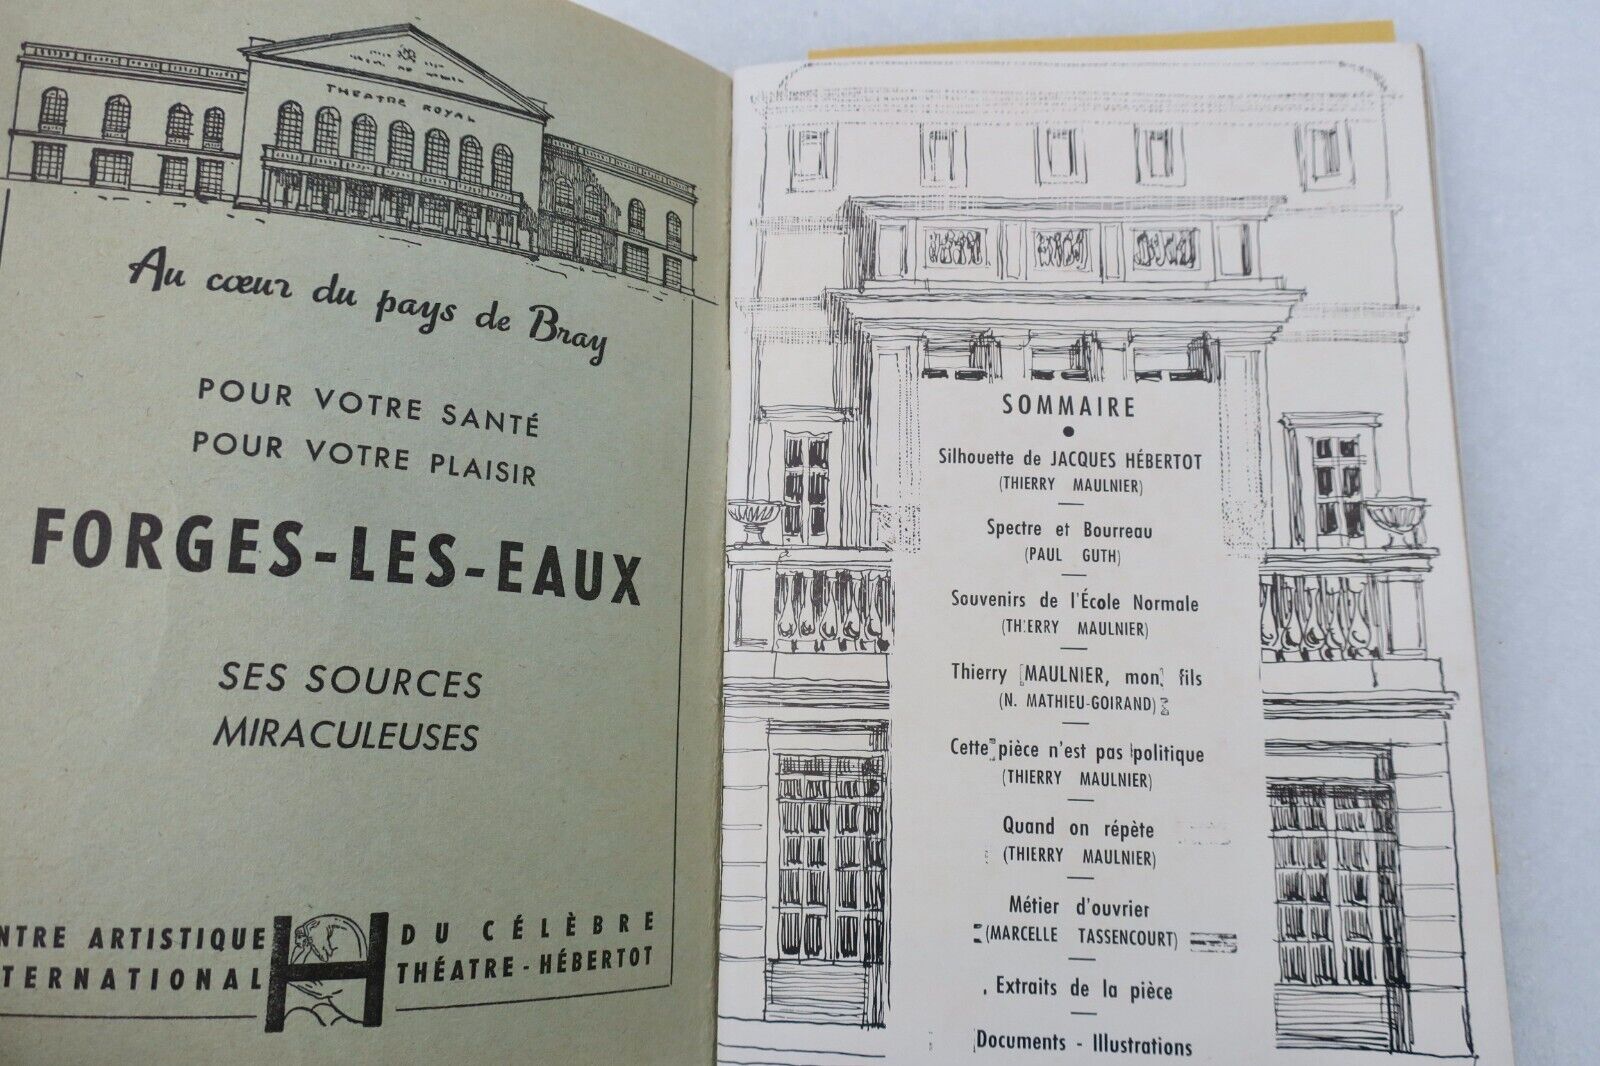 THEATRE ROYAL
Au cœur du pays de Bray
POUR VOTRE SANTÉ
POUR VOTRE PLAISIR
FORGES-LES-EAUX
SES SOURCES
MIRACULEUSES
NTRE ARTISTIQUE
TERNATIONAL
H
DU CÉLÈBRE
THÉATRE-HÉBERTOT
SOMMAIRE
Silhouette de JACQUES HÉBERTOT
(THIERRY MAULNIER)
Spectre et Bourreau
(PAUL GUTH)
Souvenirs de l'École Normale
(THIERRY MAULNIER)
Thierry MAULNIER, mon fils
(N. MATHIEU-GOIRAND)
Cette pièce n'est pas politique
(THIERRY MAULNIER)
Quand on répète
(THIERRY MAULNIER)
Métier d'ouvrier
(MARCELLE TASSENCOURT)
Extraits de la pièce
Documents - Illustrations